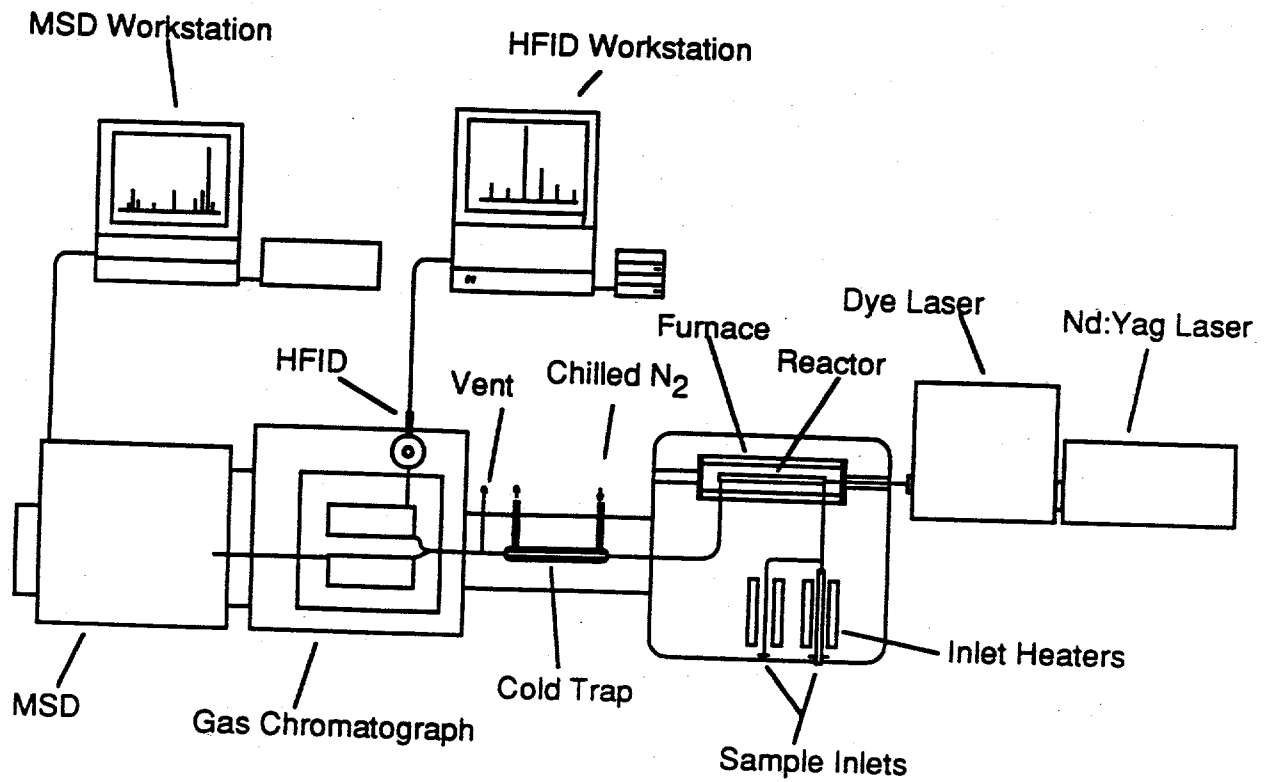 MSD Workstation
HFID Workstation
Dye Laser
Nd:Yag Laser
Furnace
Reactor
HFID
Vent
Chilled N2
Inlet Heaters
Cold Trap
MSD
Gas Chromatograph
Sample Inlets